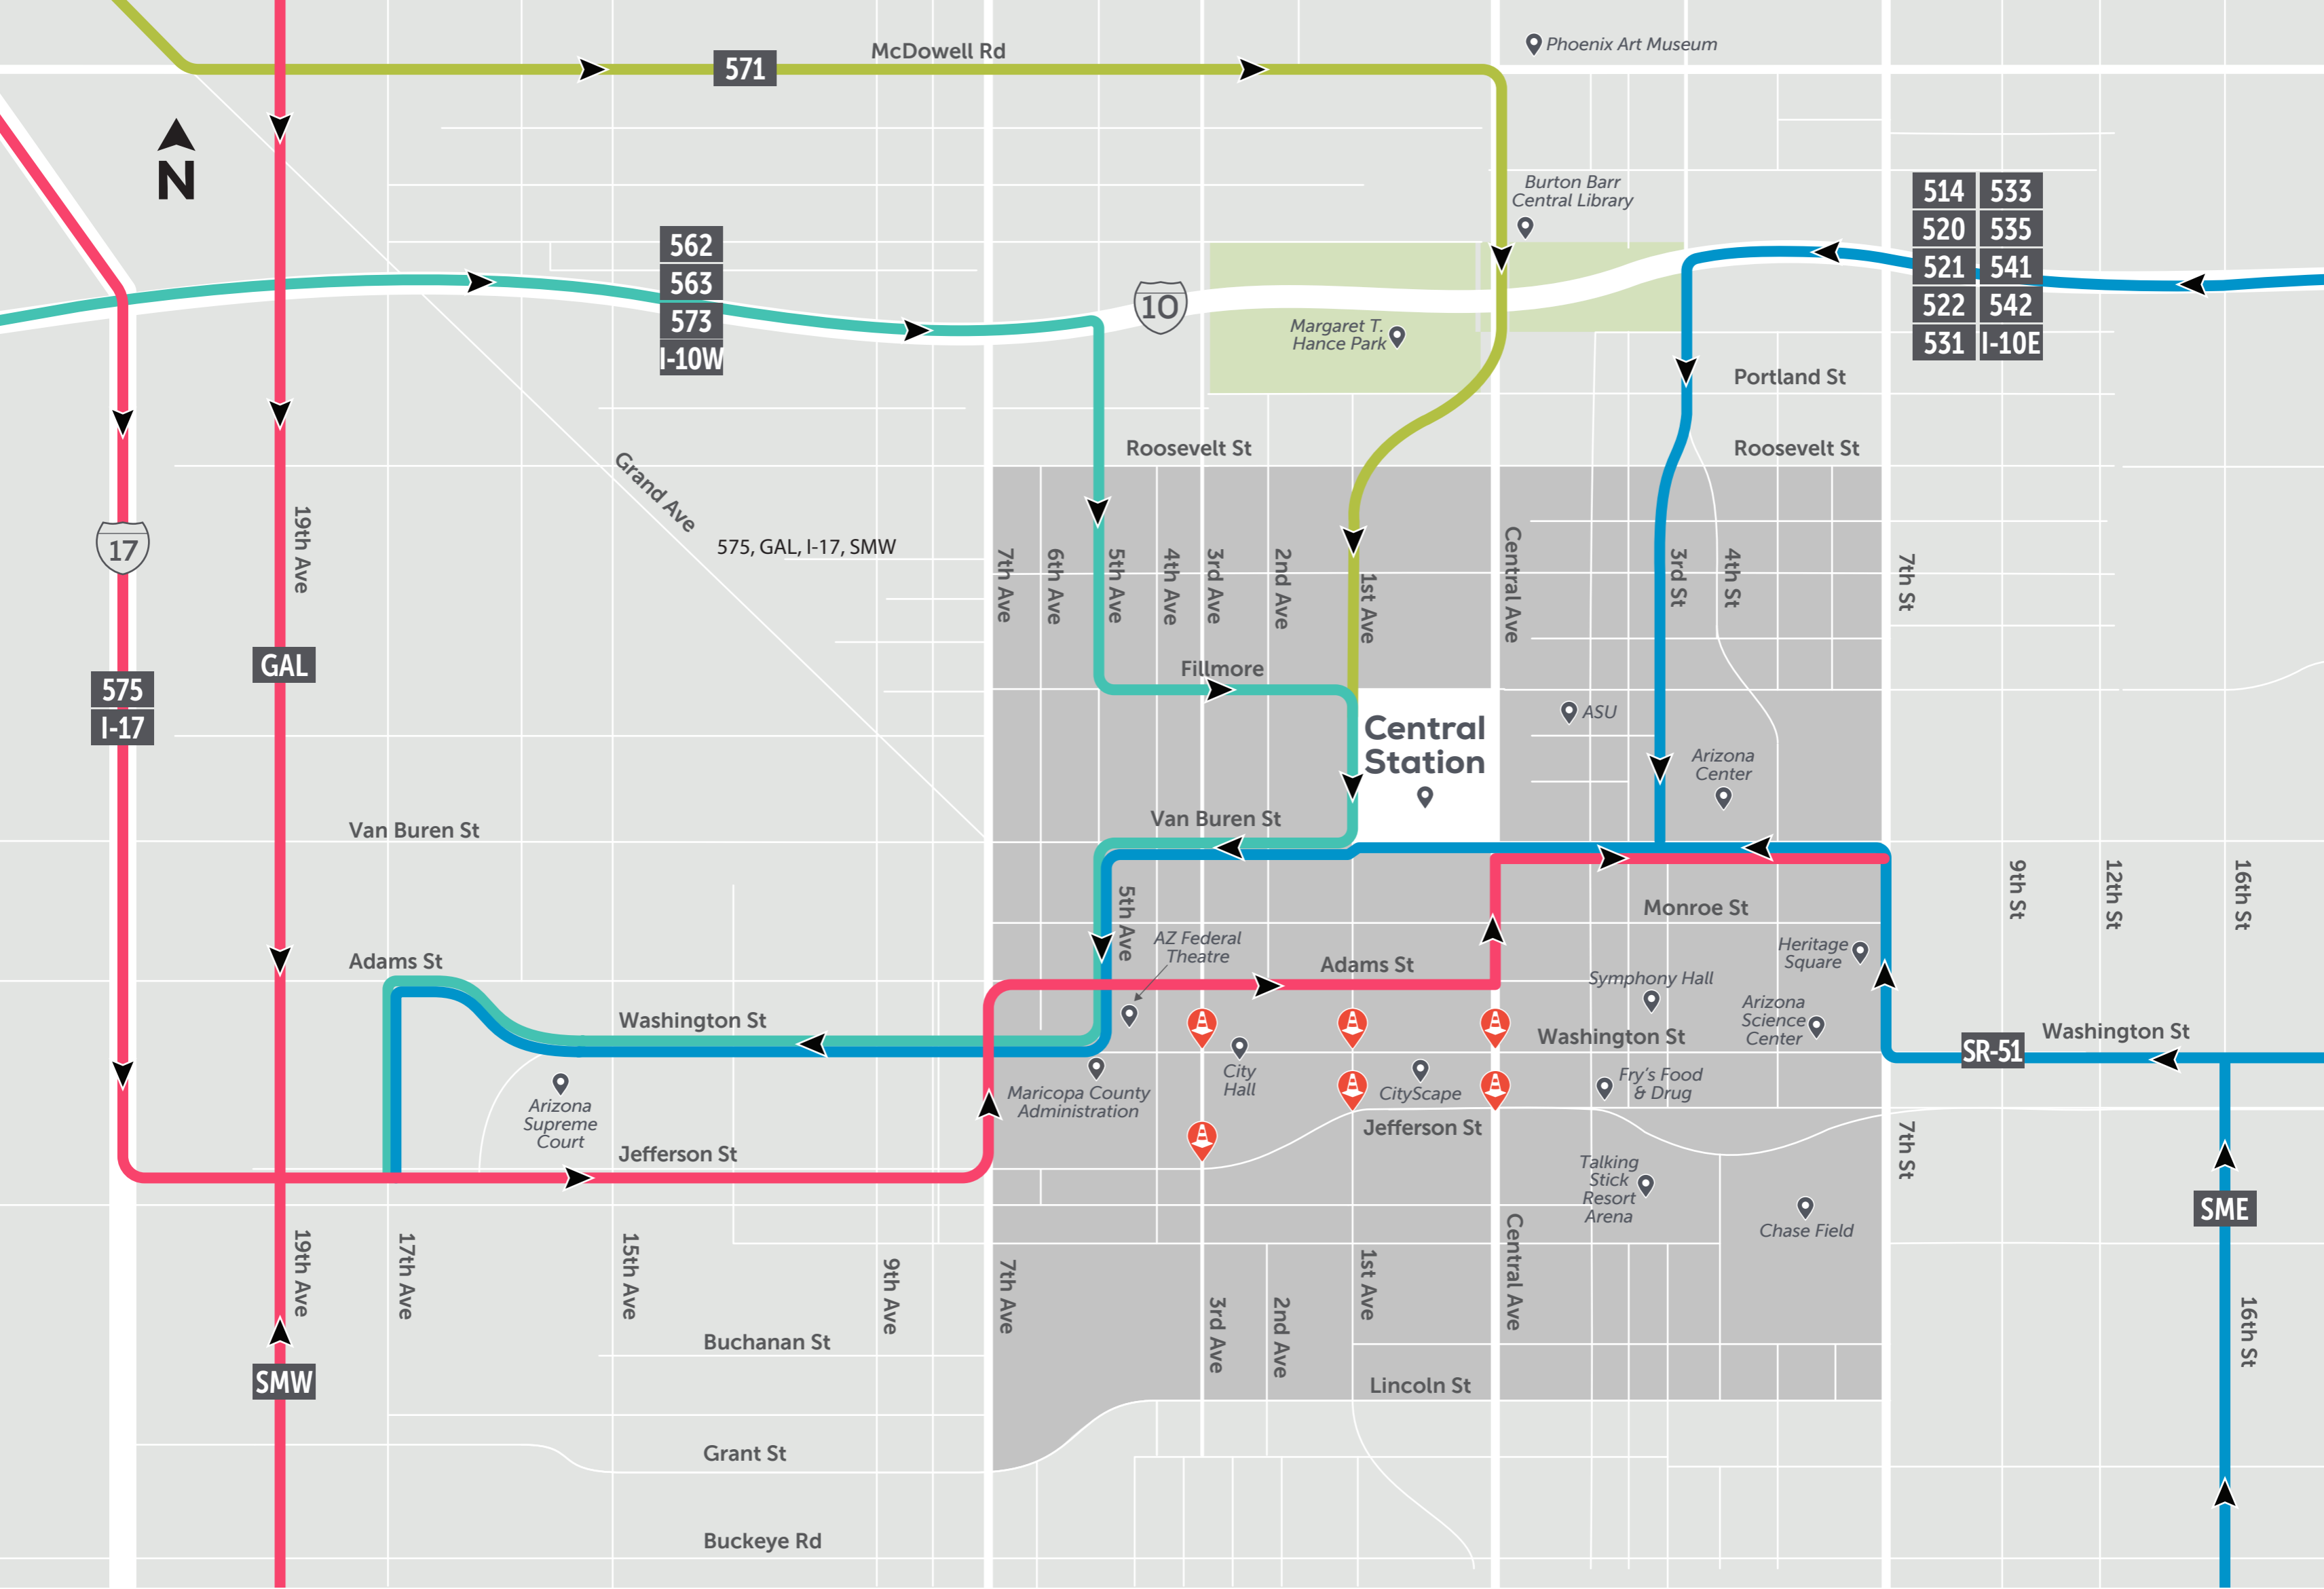 McDowell Rd
571
Phoenix Art Museum
N
Burton Barr
Central Library
514 533
520 535
521 541
522 542
531 I-10E
562
563
573
I-10W
10
Margaret T.
Hance Park
Portland St
Roosevelt St
Roosevelt St
Grand Ave
575, GAL, I-17, SMW
17
19th Ave
7th Ave
6th Ave
5th Ave
4th Ave
3rd Ave
2nd Ave
1st Ave
Central Ave
3rd St
4th St
7th St
GAL
575
I-17
Fillmore
Central
Station
ASU
Arizona
Center
Van Buren St
Van Buren St
5th Ave
9th St
12th St
16th St
Monroe St
AZ Federal
Theatre
Heritage
Square
Adams St
Adams St
Symphony Hall
Arizona
Science
Center
Washington St
Washington St
Washington St
SR-51
City
Hall
CityScape
Fry's Food
& Drug
Maricopa County
Administration
Arizona
Supreme
Court
Jefferson St
Jefferson St
7th St
Talking
Stick
Resort
Arena
Chase Field
SME
19th Ave
17th Ave
15th Ave
9th Ave
7th Ave
3rd Ave
2nd Ave
1st Ave
Central Ave
16th St
Buchanan St
SMW
Lincoln St
Grant St
Buckeye Rd